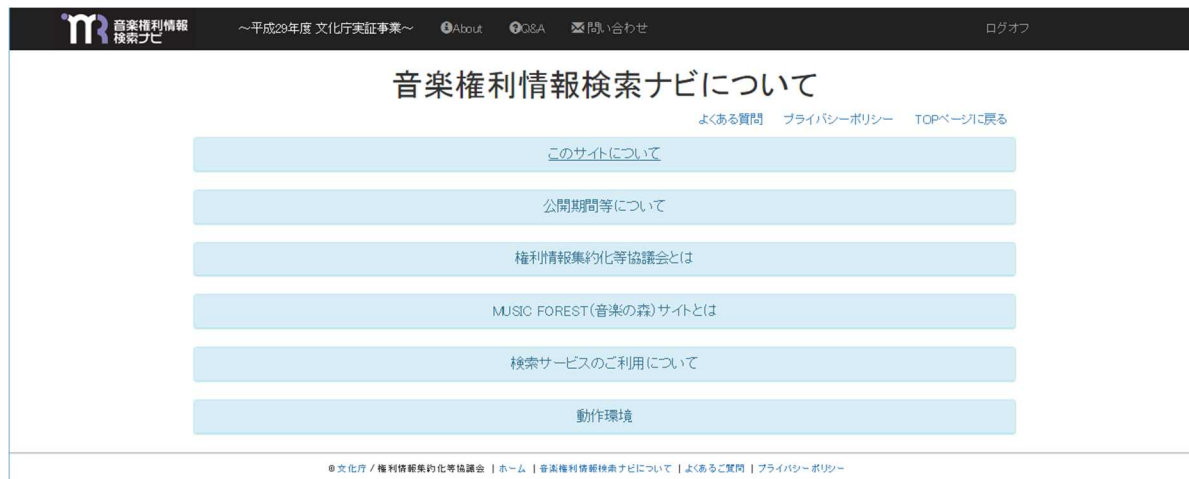 音楽権利情報
検索ナビ
～平成29年度 文化庁実証事業～ About Q&A 問い合わせ ログオフ
音楽権利情報検索ナビについて
よくある質問 プライバシーポリシー TOPページに戻る
このサイトについて
公開期間等について
権利情報集約化等協議会とは
MUSIC FOREST(音楽の森)サイトとは
検索サービスのご利用について
動作環境
© 文化庁 / 権利情報集約化等協議会 | ホーム | 音楽権利情報検索ナビについて | よくあるご質問 | プライバシーポリシー